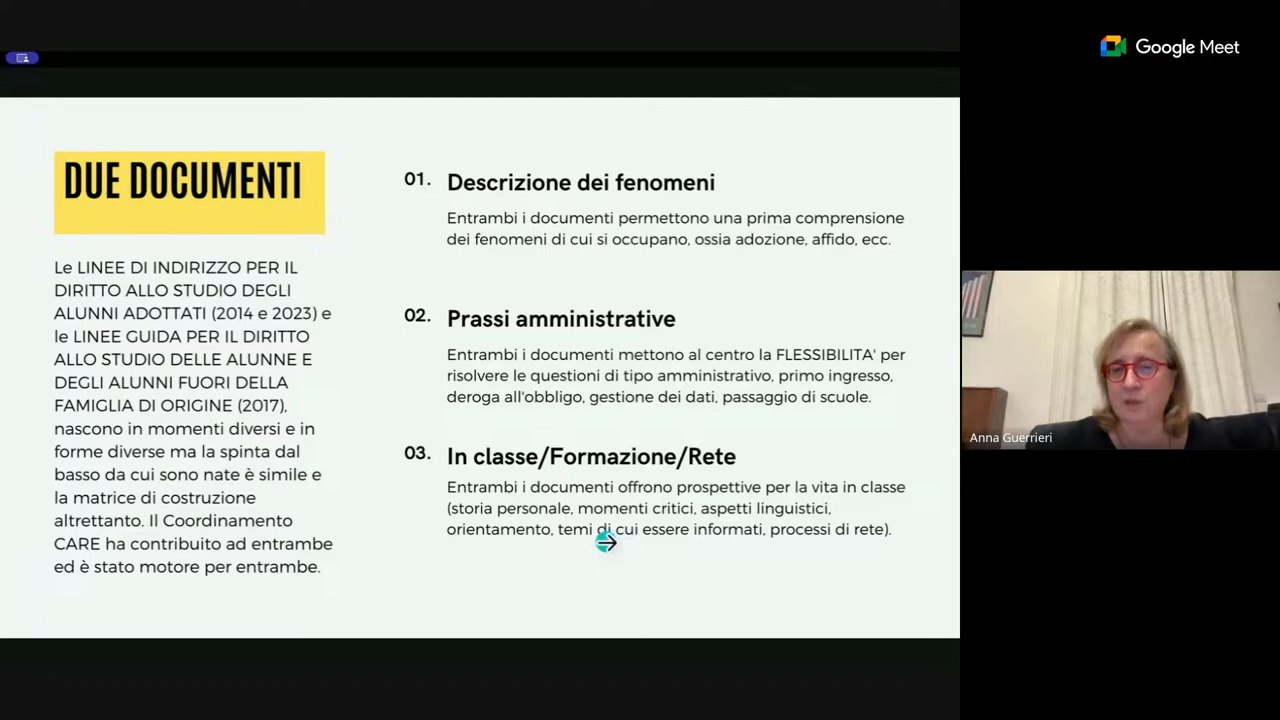 Google Meet
DUE DOCUMENTI
Le LINEE DI INDIRIZZO PER IL
DIRITTO ALLO STUDIO DEGLI
ALUNNI ADOTTATI (2014 e 2023) e
le LINEE GUIDA PER IL DIRITTO
ALLO STUDIO DELLE ALUNNE E
DEGLI ALUNNI FUORI DELLA
FAMIGLIA DI ORIGINE (2017),
nascono in momenti diversi e in
forme diverse ma la spinta dal
basso da cui sono nate è simile e
la matrice di costruzione
altrettanto. Il Coordinamento
CARE ha contribuito ad entrambe
ed è stato motore per entrambe.
01. Descrizione dei fenomeni
Entrambi i documenti permettono una prima comprensione
dei fenomeni di cui si occupano, ossia adozione, affido, ecc.
02. Prassi amministrative
Entrambi i documenti mettono al centro la FLESSIBILITA' per
risolvere le questioni di tipo amministrativo, primo ingresso,
deroga all'obbligo, gestione dei dati, passaggio di scuole.
03. In classe/Formazione/Rete
Entrambi i documenti offrono prospettive per la vita in classe
(storia personale, momenti critici, aspetti linguistici,
orientamento, temi di cui essere informati, processi di rete).
Anna Guerrieri